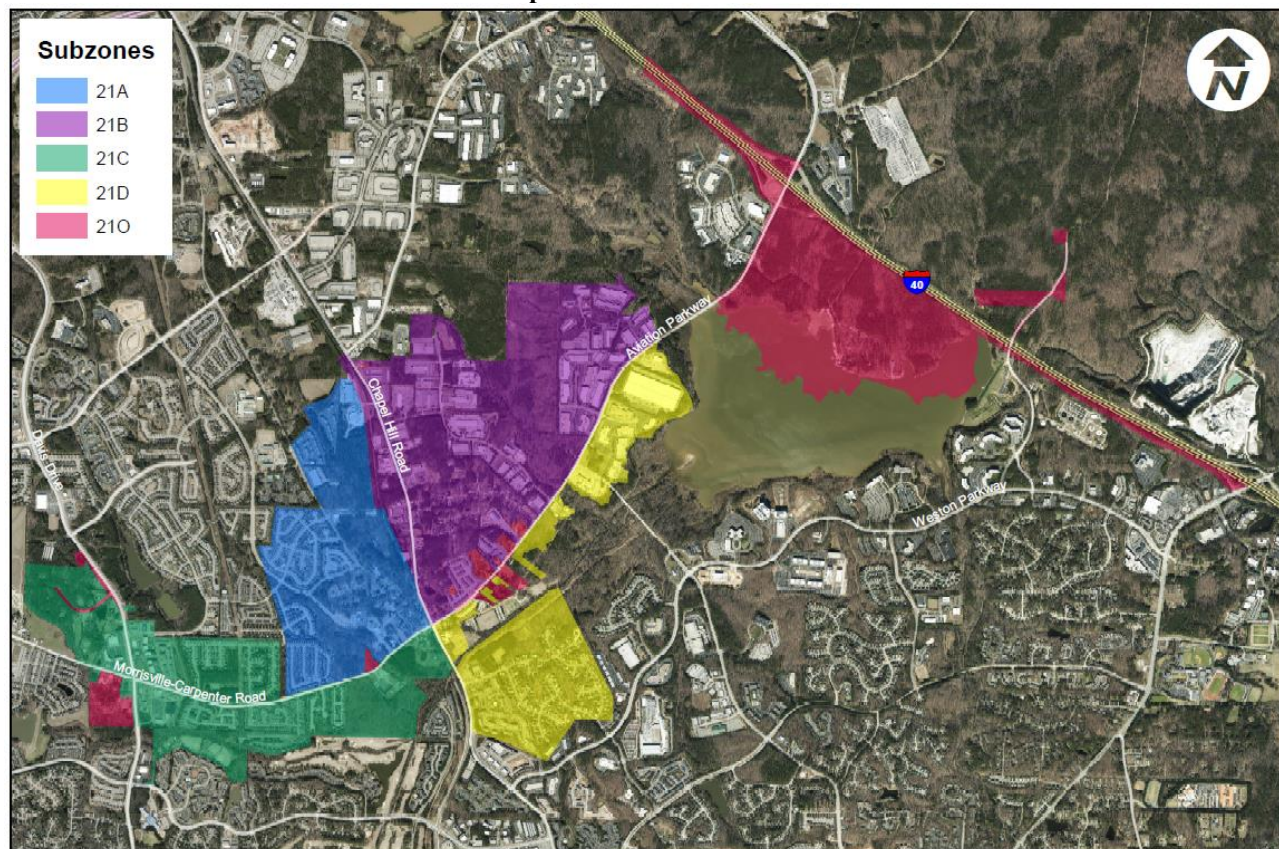 Subzones
21A
21B
21C
21D
21O
N
40
Aviation Parkway
Chapel Hill Road
Davis Drive
Weston Parkway
Morrisville-Carpenter Road